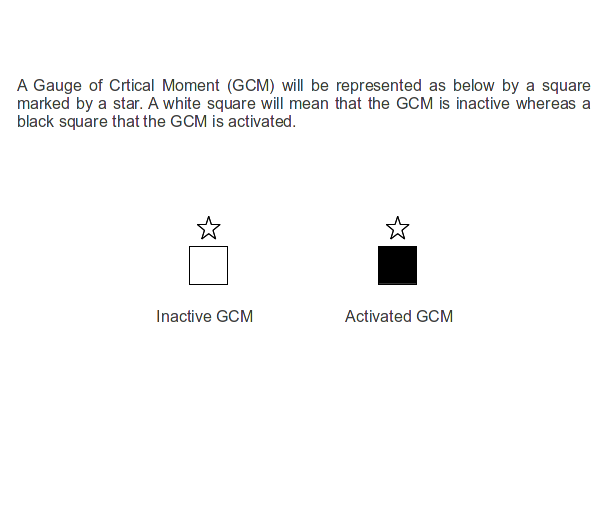 A Gauge of Crtical Moment (GCM) will be represented as below by a square
marked by a star. A white square will mean that the GCM is inactive whereas a
black square that the GCM is activated.
Inactive GCM
Activated GCM